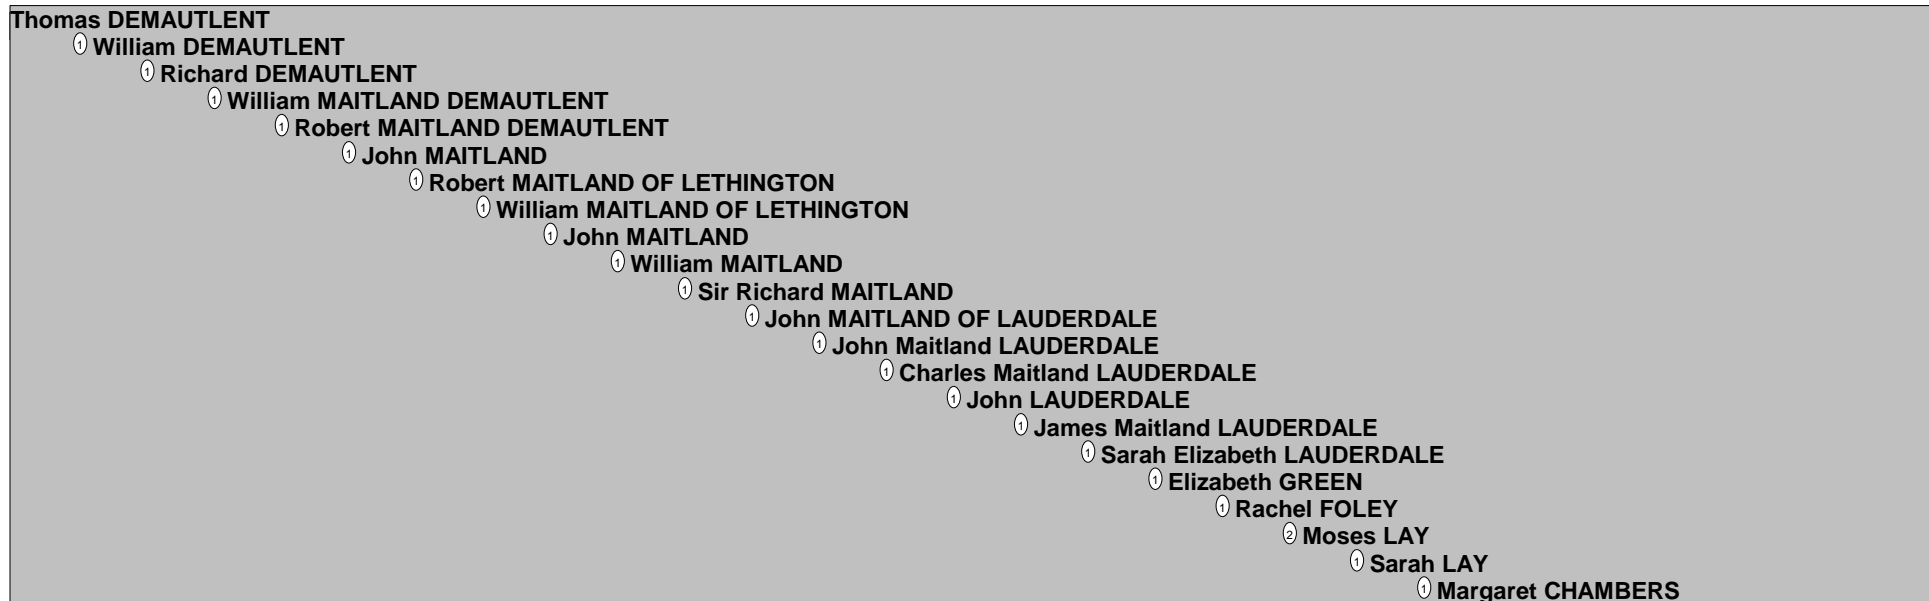 Thomas DEMAUTLENT
1 William DEMAUTLENT
1 Richard DEMAUTLENT
1 William MAITLAND DEMAUTLENT
1 Robert MAITLAND DEMAUTLENT
1 John MAITLAND
1 Robert MAITLAND OF LETHINGTON
1 William MAITLAND OF LETHINGTON
1 John MAITLAND
1 William MAITLAND
1 Sir Richard MAITLAND
1 John MAITLAND OF LAUDERDALE
1 John Maitland LAUDERDALE
1 Charles Maitland LAUDERDALE
1 John LAUDERDALE
1 James Maitland LAUDERDALE
1 Sarah Elizabeth LAUDERDALE
1 Elizabeth GREEN
1 Rachel FOLEY
2 Moses LAY
1 Sarah LAY
1 Margaret CHAMBERS